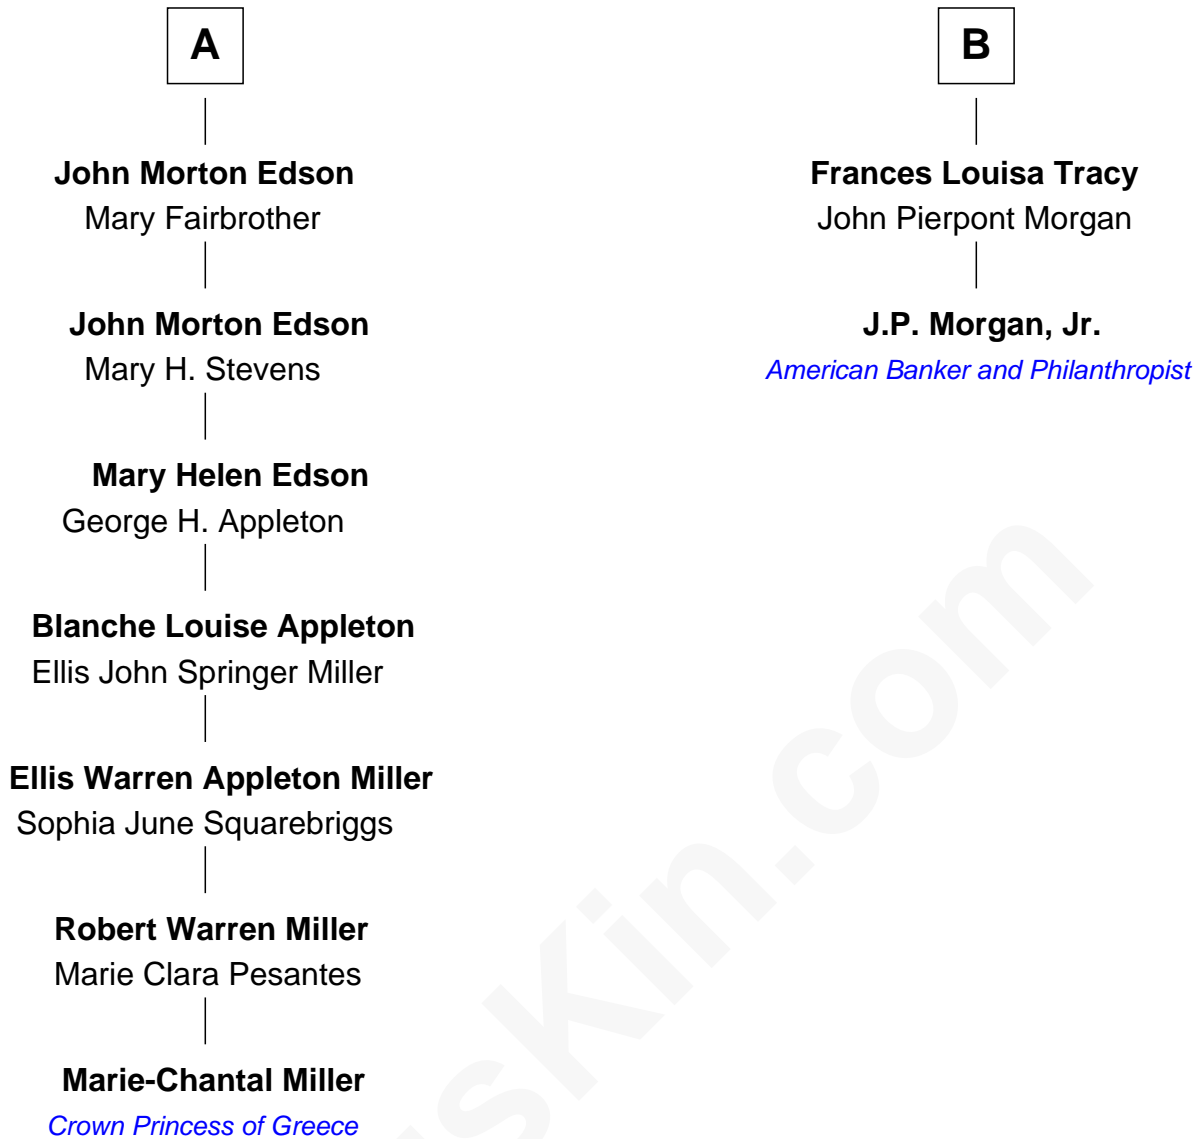 A
John Morton Edson
Mary Fairbrother
John Morton Edson
Mary H. Stevens
Mary Helen Edson
George H. Appleton
Blanche Louise Appleton
Ellis John Springer Miller
Ellis Warren Appleton Miller
Sophia June Squarebriggs
Robert Warren Miller
Marie Clara Pesantes
Marie-Chantal Miller
Crown Princess of Greece
B
Frances Louisa Tracy
John Pierpont Morgan
J.P. Morgan, Jr.
American Banker and Philanthropist
sKin.com